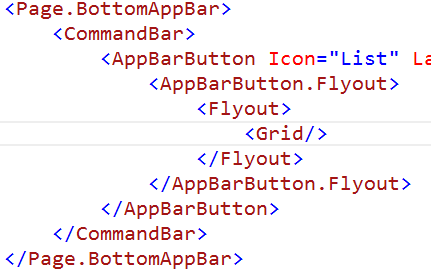 <Page.BottomAppBar>
<CommandBar>
<AppBarButton Icon="List" La
<AppBarButton.Flyout>
<Flyout>
<Grid/>
</Flyout>
</AppBarButton.Flyout>
</AppBarButton>
</CommandBar>
</Page.BottomAppBar>